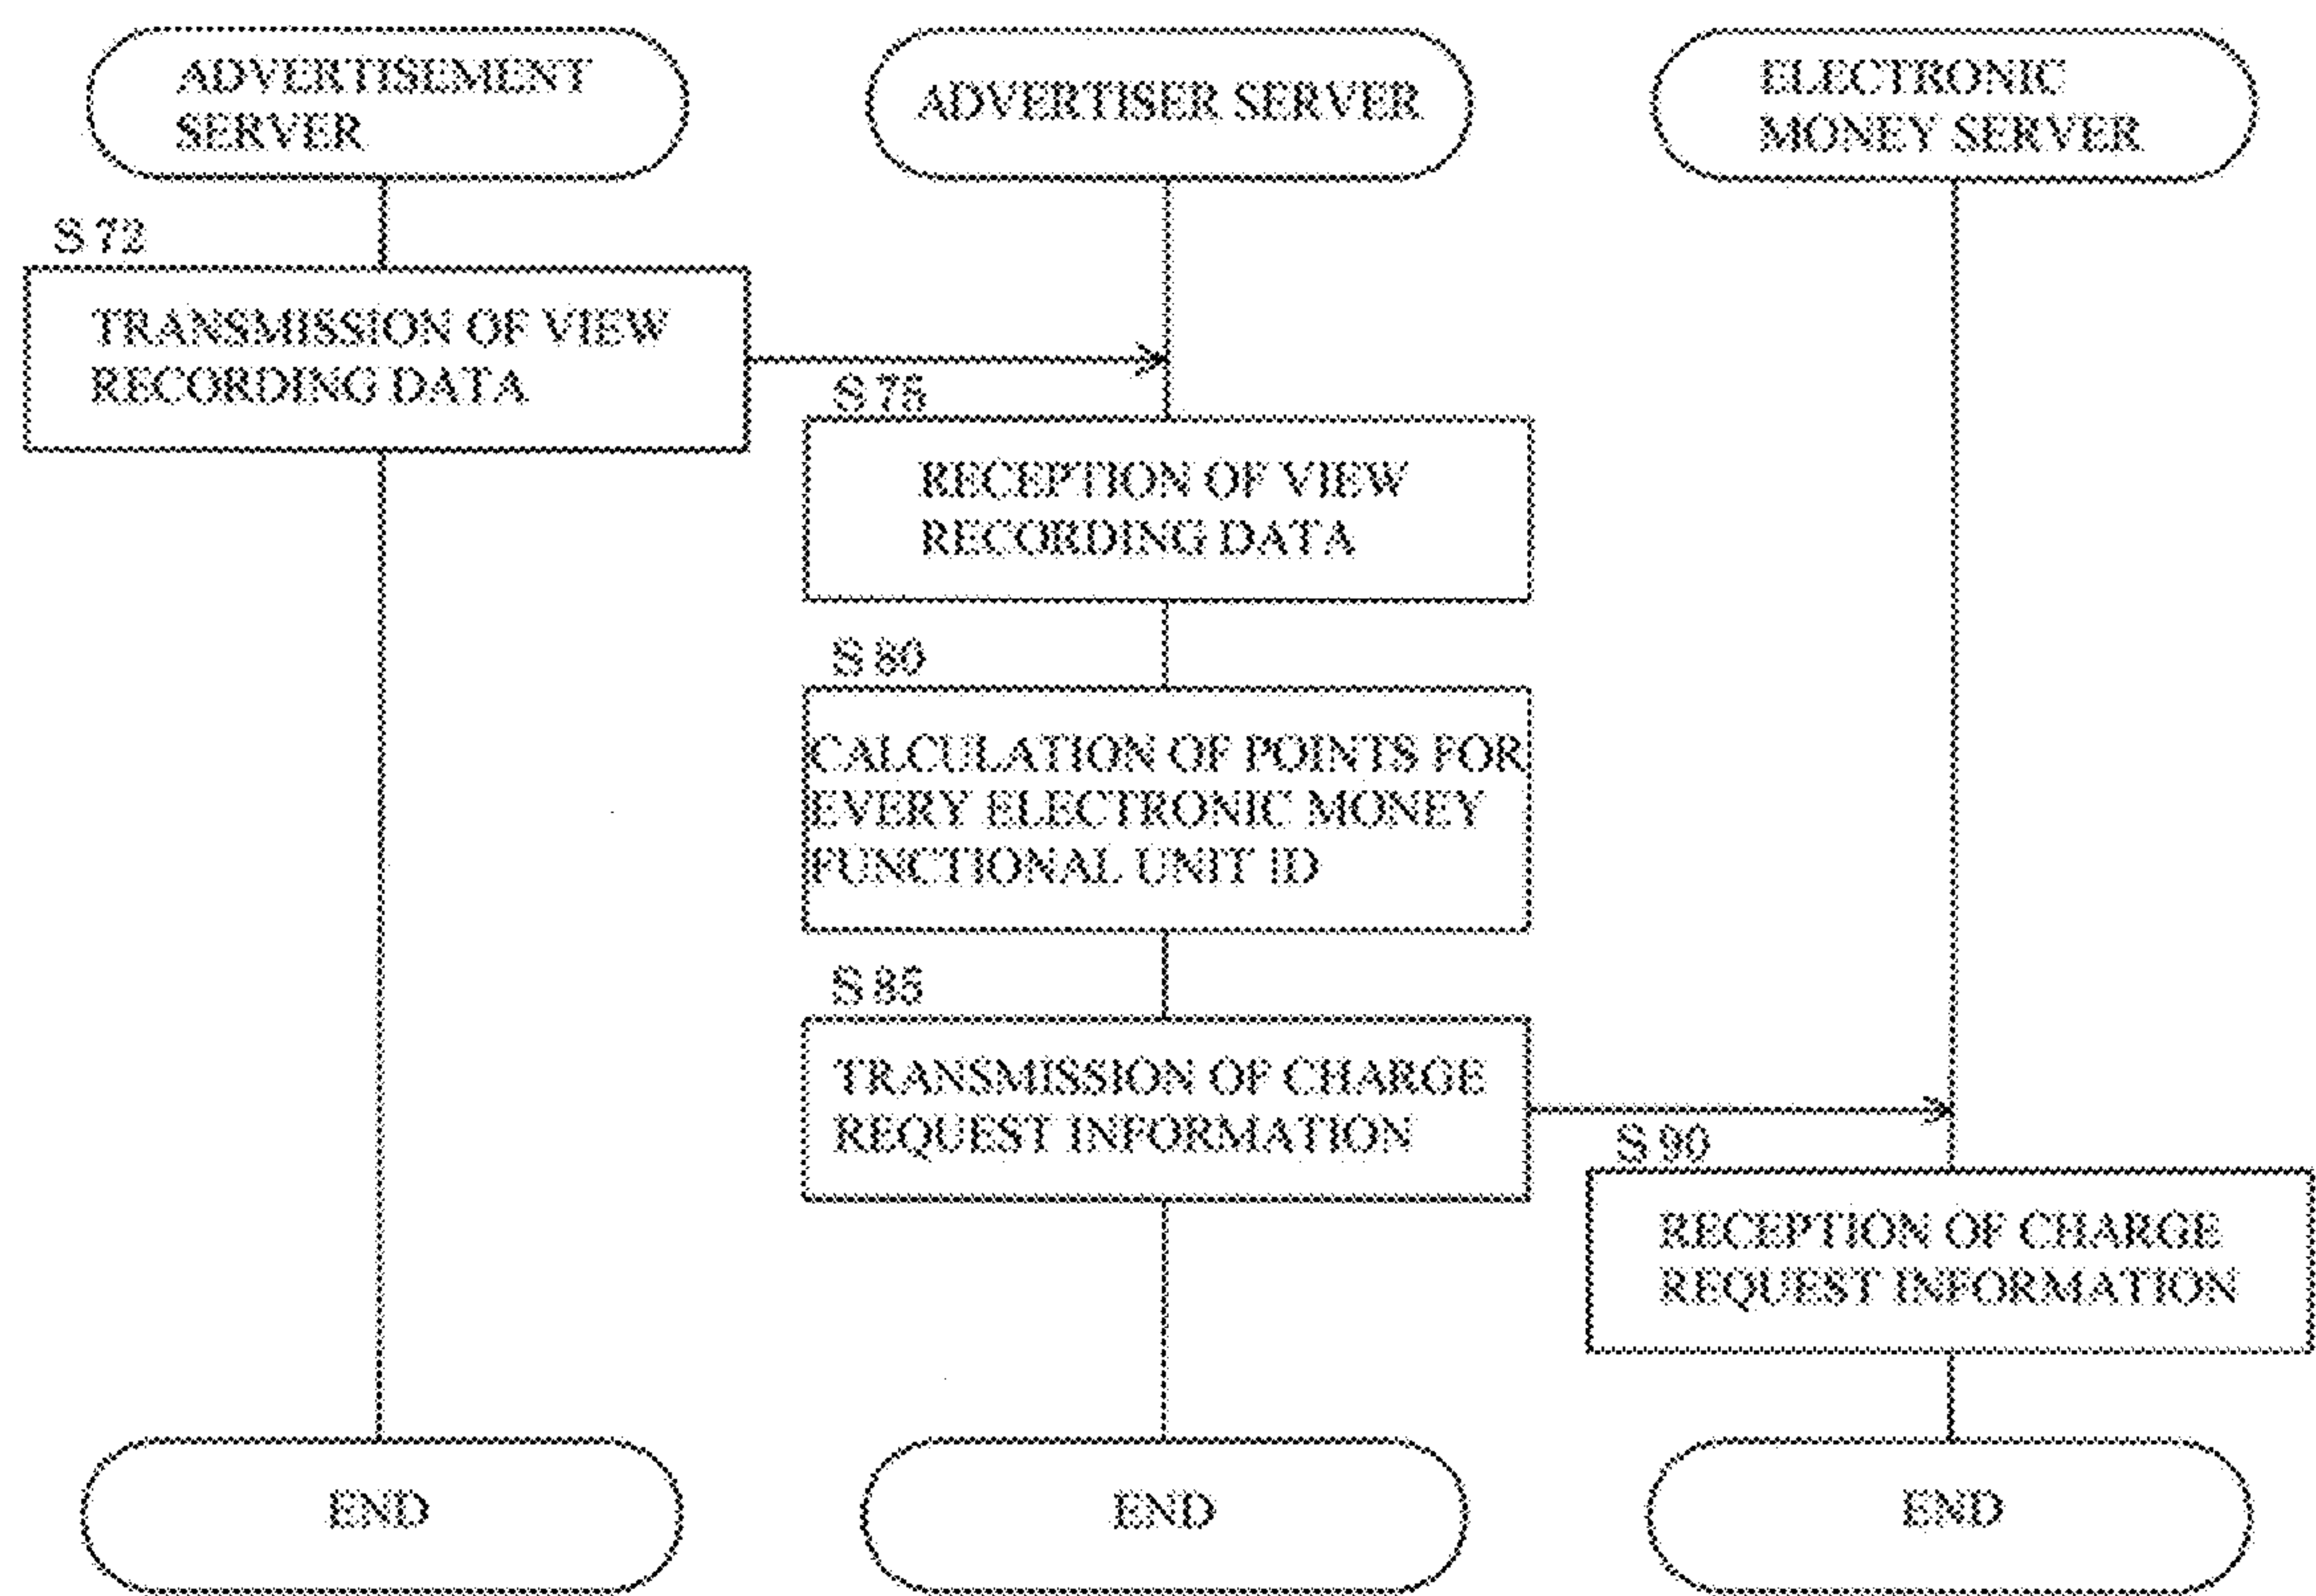 ADVERTISEMENT
SERVER
ADVERTISER SERVER
ELECTRONIC
MONEY SERVER
S 72
TRANSMISSION OF VIEW
RECORDING DATA
S 75
RECEPTION OF VIEW
RECORDING DATA
S 80
CALCULATION OF POINTS FOR
EVERY ELECTRONIC MONEY
FUNCTIONAL UNIT ID
S 85
TRANSMISSION OF CHARGE
REQUEST INFORMATION
S 90
RECEPTION OF CHARGE
REQUEST INFORMATION
END
END
END